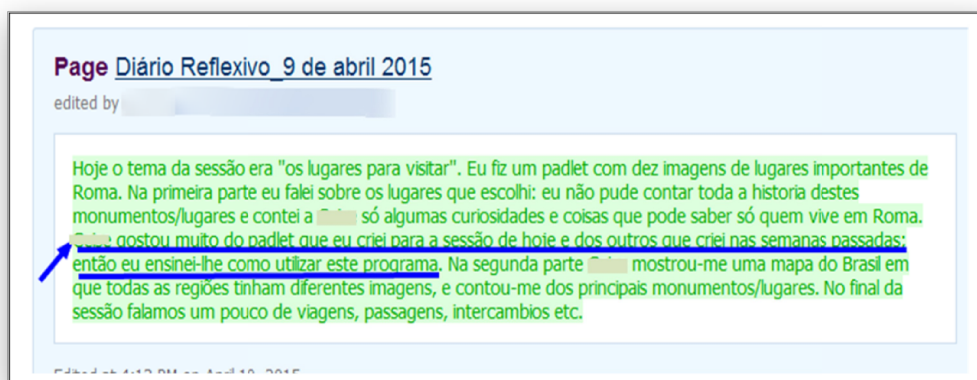 Page Diário Reflexivo_9 de abril 2015
edited by
Hoje o tema da sessão era "os lugares para visitar". Eu fiz um padlet com dez imagens de lugares importantes de
Roma. Na primeira parte eu falei sobre os lugares que escolhi: eu não pude contar toda a historia destes
monumentos/lugares e contei a só algumas curiosidades e coisas que pode saber só quem vive em Roma.
gostou muito do padlet que eu criei para a sessão de hoje e dos outros que criei nas semanas passadas;
então eu ensinei-lhe como utilizar este programa. Na segunda parte mostrou-me uma mapa do Brasil em
que todas as regiões tinham diferentes imagens, e contou-me dos principais monumentos/lugares. No final da
sessão falamos um pouco de viagens, passagens, intercambios etc.